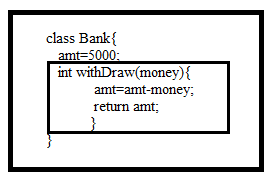 class Bank{
amt=5000;
int withDraw(money){
amt=amt-money;
return amt;
}
}